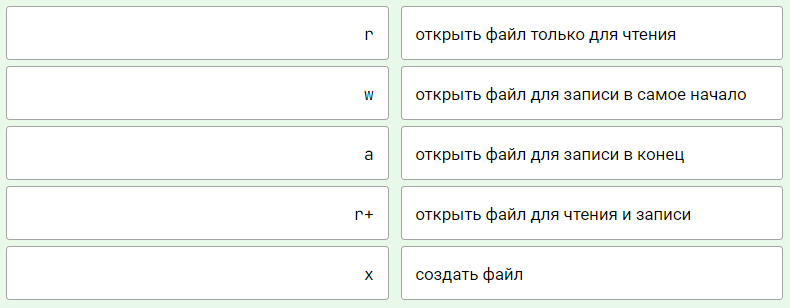 r открыть файл только для чтения
w открыть файл для записи в самое начало
a открыть файл для записи в конец
r+ открыть файл для чтения и записи
x создать файл